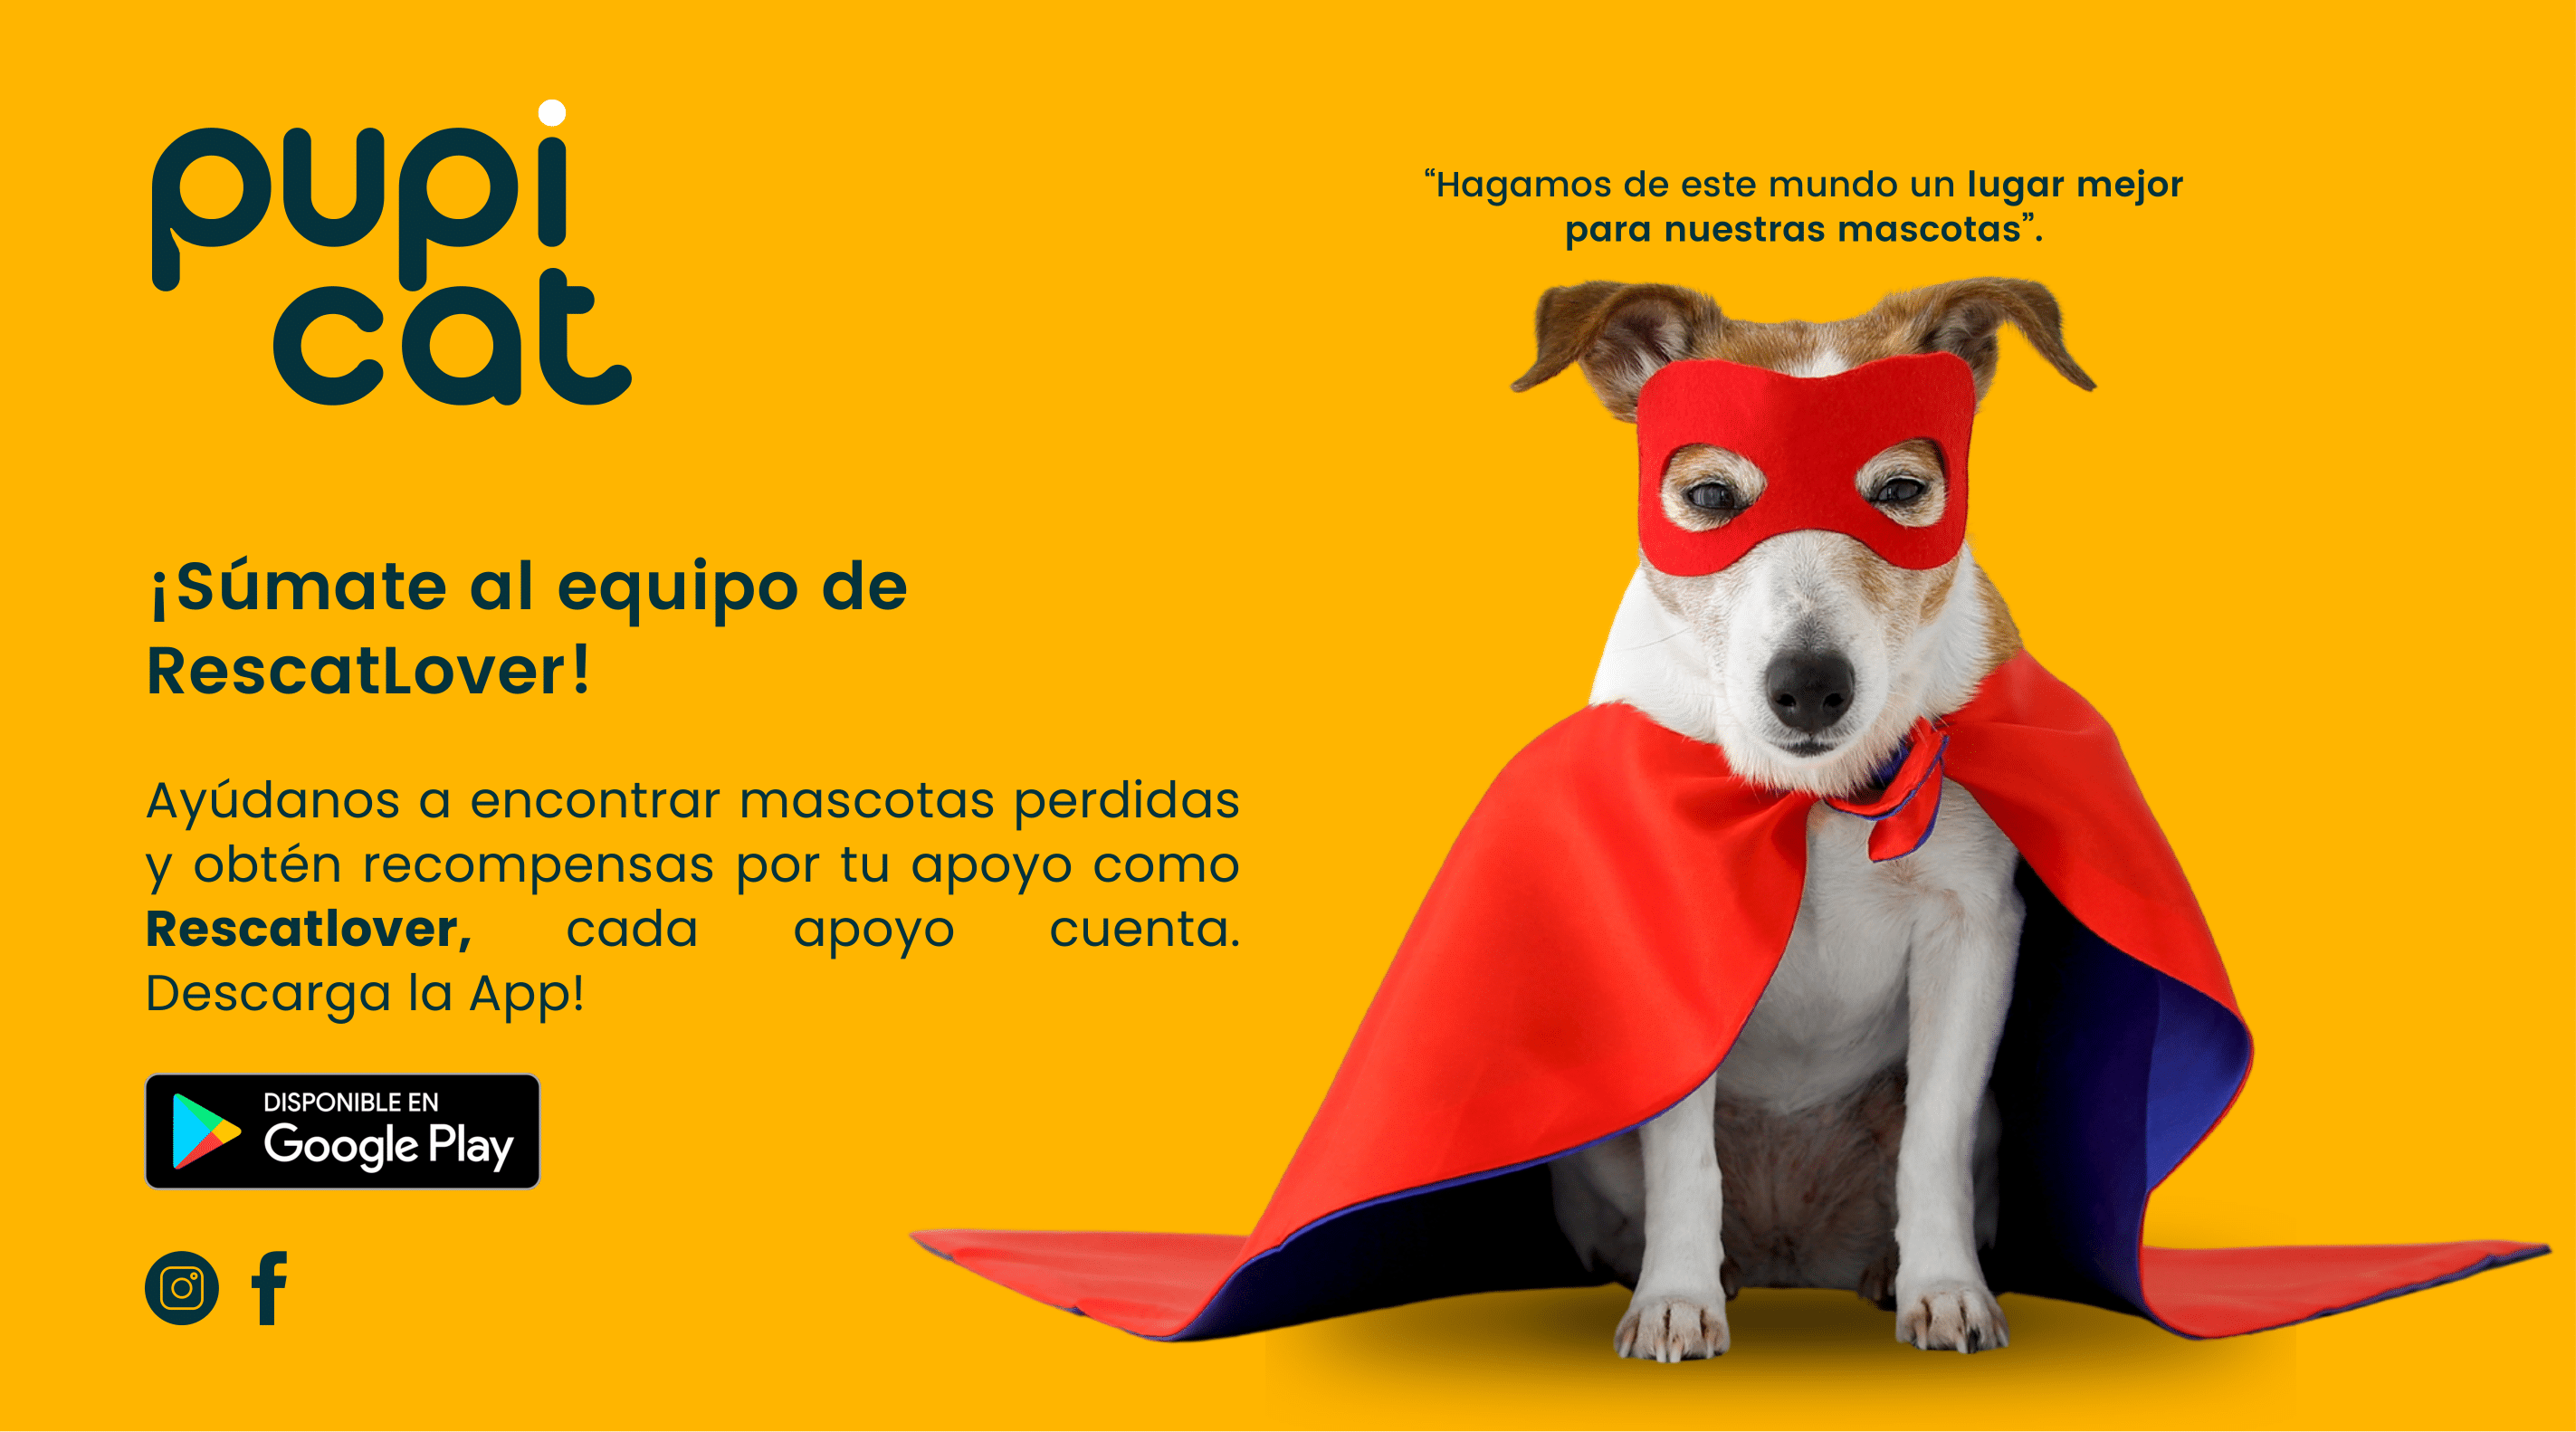 pupi
cat
“Hagamos de este mundo un lugar mejor
para nuestras mascotas”.
¡Súmate al equipo de
RescatLover!
Ayúdanos a encontrar mascotas perdidas
y obtén recompensas por tu apoyo como
Rescatlover, cada apoyo cuenta.
Descarga la App!
DISPONIBLE EN
Google Play